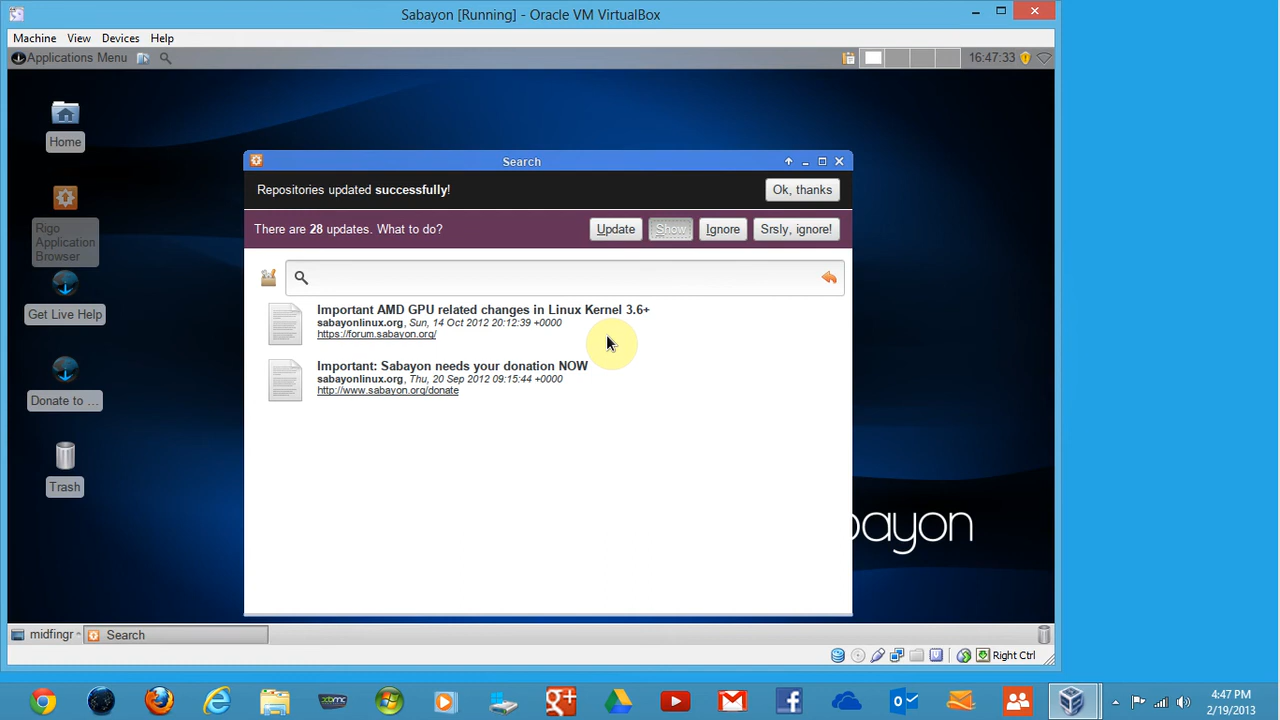 Sabayon [Running] - Oracle VM VirtualBox
Machine View Devices Help
Applications Menu
16:47:33
Home
Search
Repositories updated successfully!
Ok, thanks
There are 28 updates. What to do?
Update
Show
Ignore
Srsly, ignore!
Rigo
Application
Browser
Important AMD GPU related changes in Linux Kernel 3.6+
sabayonlinux.org, Sun, 14 Oct 2012 20:12:39 +0000
https://forum.sabayon.org/
Get Live Help
Important: Sabayon needs your donation NOW
sabayonlinux.org, Thu, 20 Sep 2012 09:15:44 +0000
http://www.sabayon.org/donate
Donate to ...
Trash
bayon
midfingr
Search
Right Ctrl
xbmc
g+
4:47 PM
2/19/2013